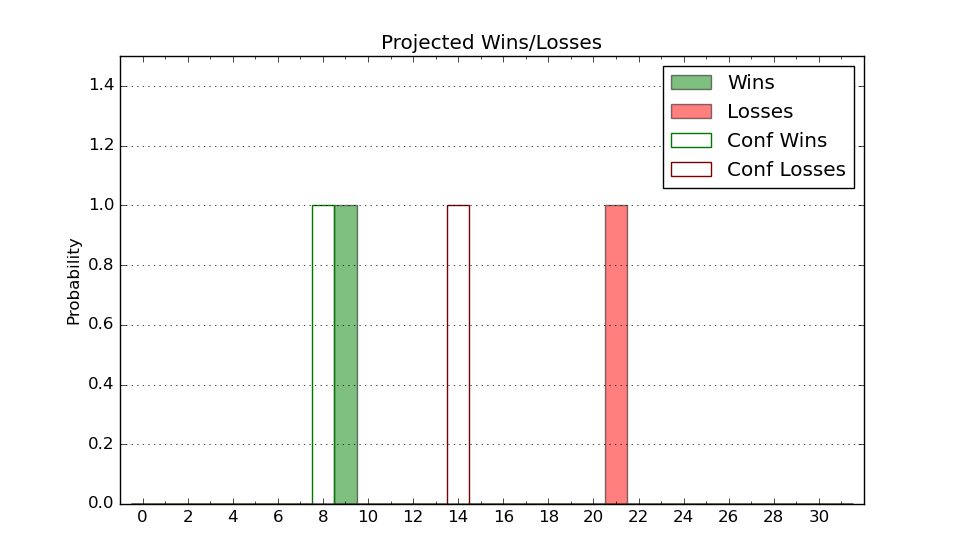 Projected Wins/Losses
1.4
1.2
1.0
0.8
0.6
0.4
0.2
0.0
Probability
Wins
Losses
Conf Wins
Conf Losses
0 2 4 6 8 10 12 14 16 18 20 22 24 26 28 30